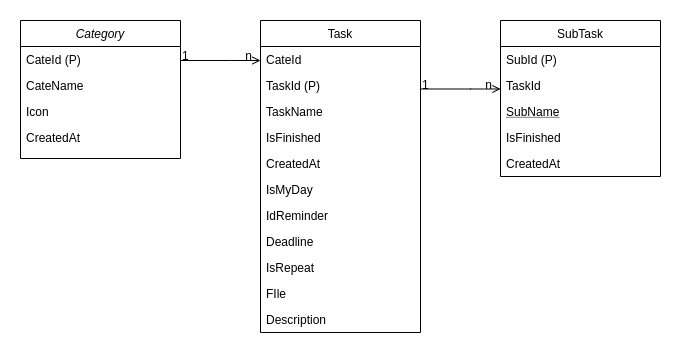 Category
CateId (P)
CateName
Icon
CreatedAt
1
n
Task
CateId
TaskId (P)
TaskName
IsFinished
CreatedAt
IsMyDay
IdReminder
Deadline
IsRepeat
FIle
Description
1
n
SubTask
SubId (P)
TaskId
SubName
IsFinished
CreatedAt